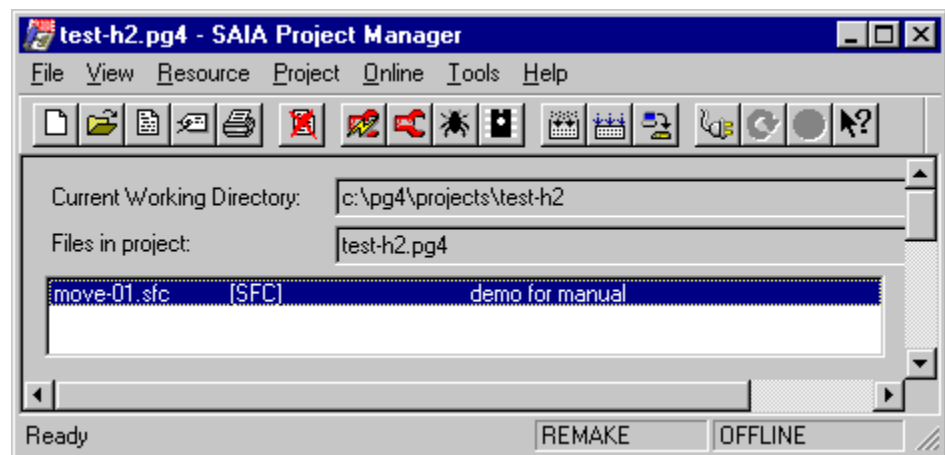 test-h2.pg4 - SAIA Project Manager
File View Resource Project Online Tools Help
Current Working Directory: c:\pg4\projects\test-h2
Files in project: test-h2.pg4
move-01.sfc [SFC] demo for manual
Ready REMAKE OFFLINE